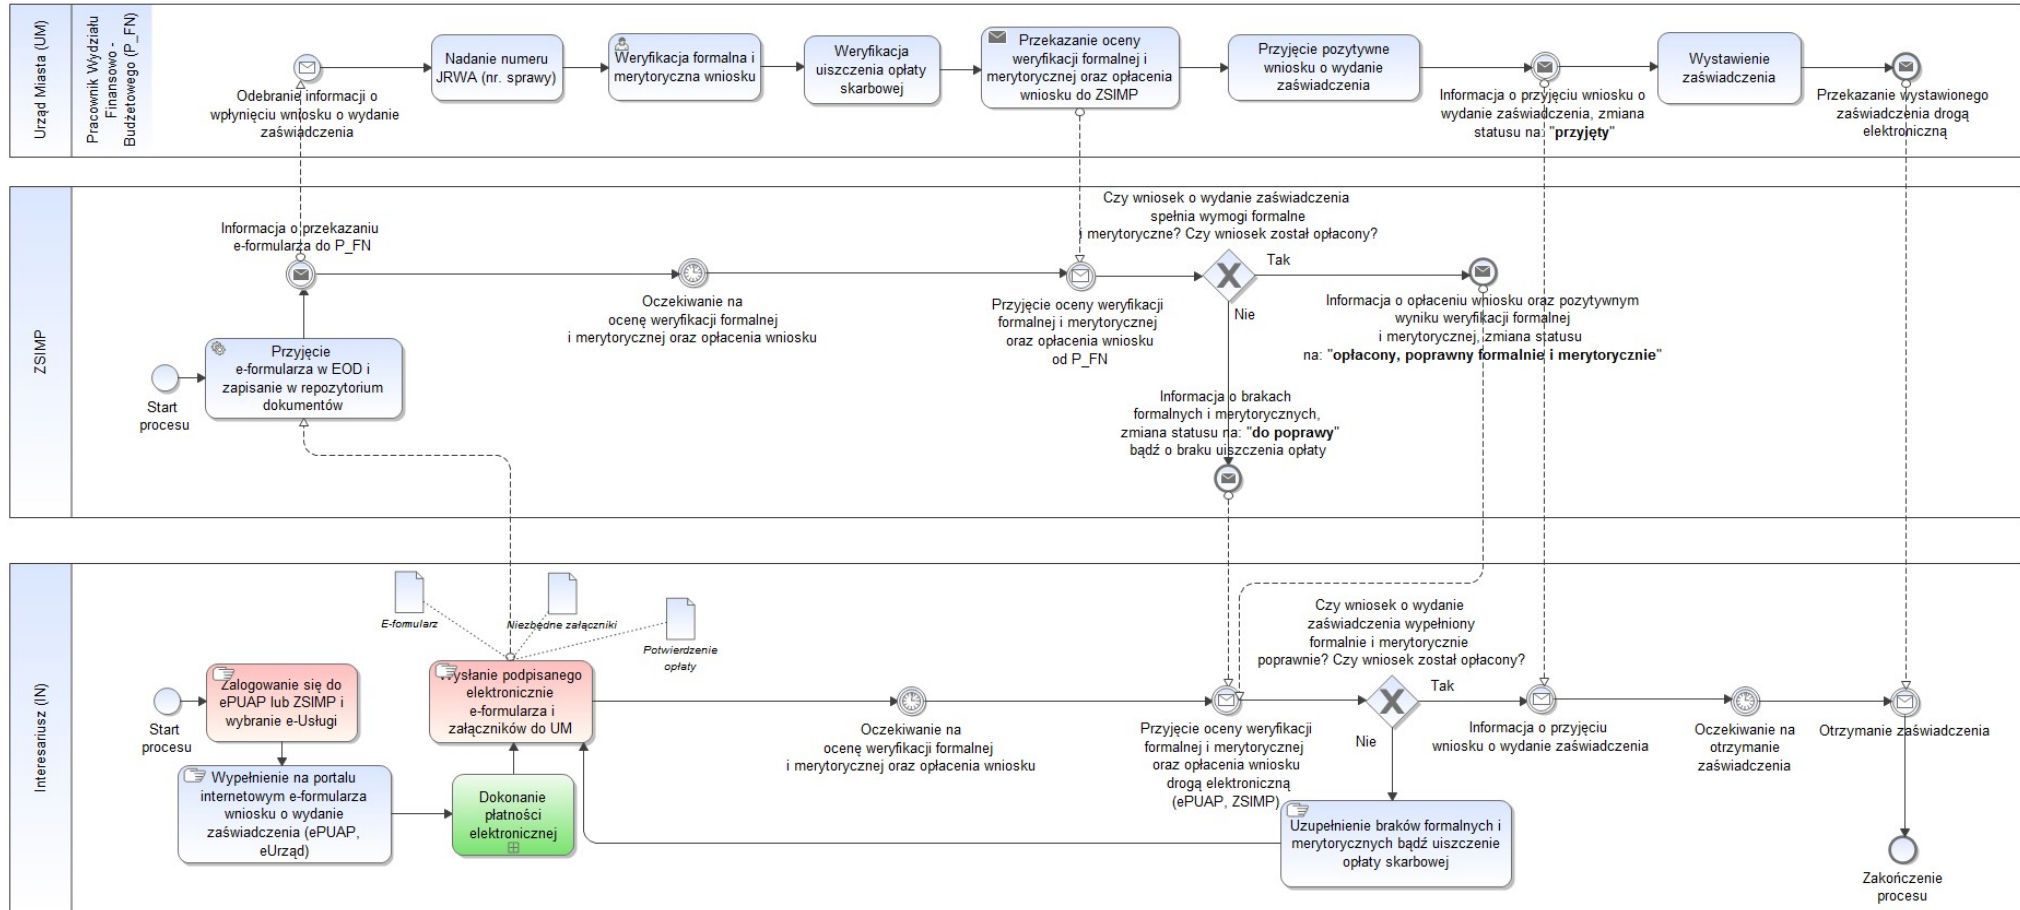 Urząd Miasta (UM)
Pracownik Wydziału
Finansowo -
Budżetowego (P_FN)
Odebranie informacji o
wpłynięciu wniosku o wydanie
zaświadczenia
Nadanie numeru
JRWA (nr. sprawy)
Weryfikacja formalna i
merytoryczna wniosku
Weryfikacja
uiszczenia opłaty
skarbowej
Przekazanie oceny
weryfikacji formalnej i
merytorycznej oraz opłacenia
wniosku do ZSIMP
Przyjęcie pozytywne
wniosku o wydanie
zaświadczenia
Informacja o przyjęciu wniosku o
wydanie zaświadczenia, zmiana
statusu na: "przyjęty"
Wystawienie
zaświadczenia
Przekazanie wystawionego
zaświadczenia drogą
elektroniczną
ZSIMP
Start
procesu
Przyjęcie
e-formularza w EOD i
zapisanie w repozytorium
dokumentów
Informacja o przekazaniu
e-formularza do P_FN
Oczekiwanie na
ocenę weryfikacji formalnej
i merytorycznej oraz opłacenia wniosku
Przyjęcie oceny weryfikacji
formalnej i merytorycznej
oraz opłacenia wniosku
od P_FN
Czy wniosek o wydanie zaświadczenia
spełnia wymogi formalne
i merytoryczne? Czy wniosek został opłacony?
Tak
Nie
Informacja o opłaceniu wniosku oraz pozytywnym
wyniku weryfikacji formalnej
i merytorycznej, zmiana statusu
na: "opłacony, poprawny formalnie i merytorycznie"
Informacja o brakach
formalnych i merytorycznych,
zmiana statusu na: "do poprawy"
bądź o braku uiszczenia opłaty
Interesariusz (IN)
Start
procesu
Zalogowanie się do
ePUAP lub ZSIMP i
wybranie e-Usługi
Wypełnienie na portalu
internetowym e-formularza
wniosku o wydanie
zaświadczenia (ePUAP,
eUrząd)
Dokonanie
płatności
elektronicznej
E-formularz
Niezbędne załączniki
Potwierdzenie
opłaty
Wysłanie podpisanego
elektronicznie
e-formularza i
załączników do UM
Oczekiwanie na
ocenę weryfikacji formalnej
i merytorycznej oraz opłacenia wniosku
Przyjęcie oceny weryfikacji
formalnej i merytorycznej
oraz opłacenia wniosku
drogą elektroniczną
(ePUAP, ZSIMP)
Czy wniosek o wydanie
zaświadczenia wypełniony
formalnie i merytorycznie
poprawnie? Czy wniosek został opłacony?
Tak
Nie
Uzupełnienie braków formalnych i
merytorycznych bądź uiszczenie
opłaty skarbowej
Informacja o przyjęciu
wniosku o wydanie zaświadczenia
Oczekiwanie na
otrzymanie
zaświadczenia
Otrzymanie zaświadczenia
Zakończenie
procesu